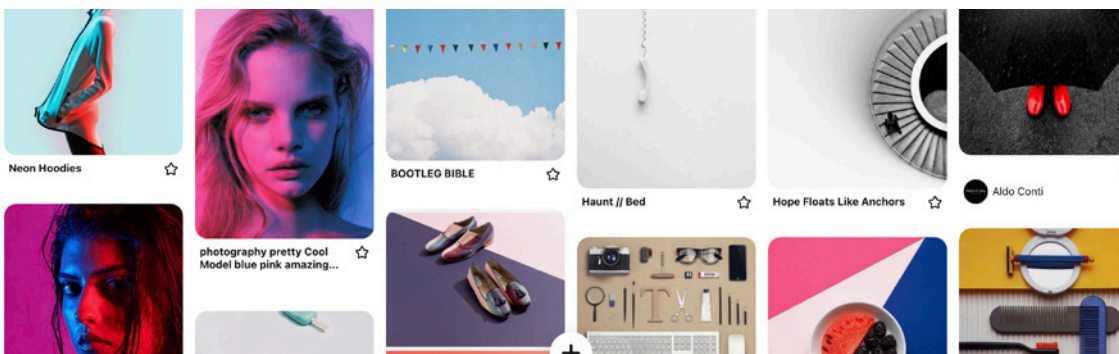 Neon Hoodies
photography pretty Cool
Model blue pink amazing...
BOOTLEG BIBLE
Haunt // Bed
Hope Floats Like Anchors
Aldo Conti